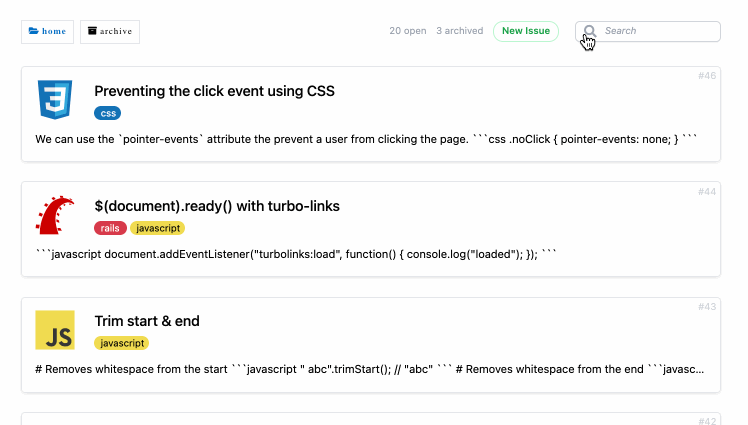 home archive 20 open 3 archived New Issue Search
#46
Preventing the click event using CSS
css
We can use the `pointer-events` attribute the prevent a user from clicking the page. ```css .noClick { pointer-events: none; } ```
#44
$(document).ready() with turbo-links
rails javascript
```javascript document.addEventListener("turbolinks:load", function() { console.log("loaded"); }); ```
#43
Trim start & end
JS
javascript
# Removes whitespace from the start ```javascript " abc".trimStart(); // "abc" ``` # Removes whitespace from the end ```javasc...
#42